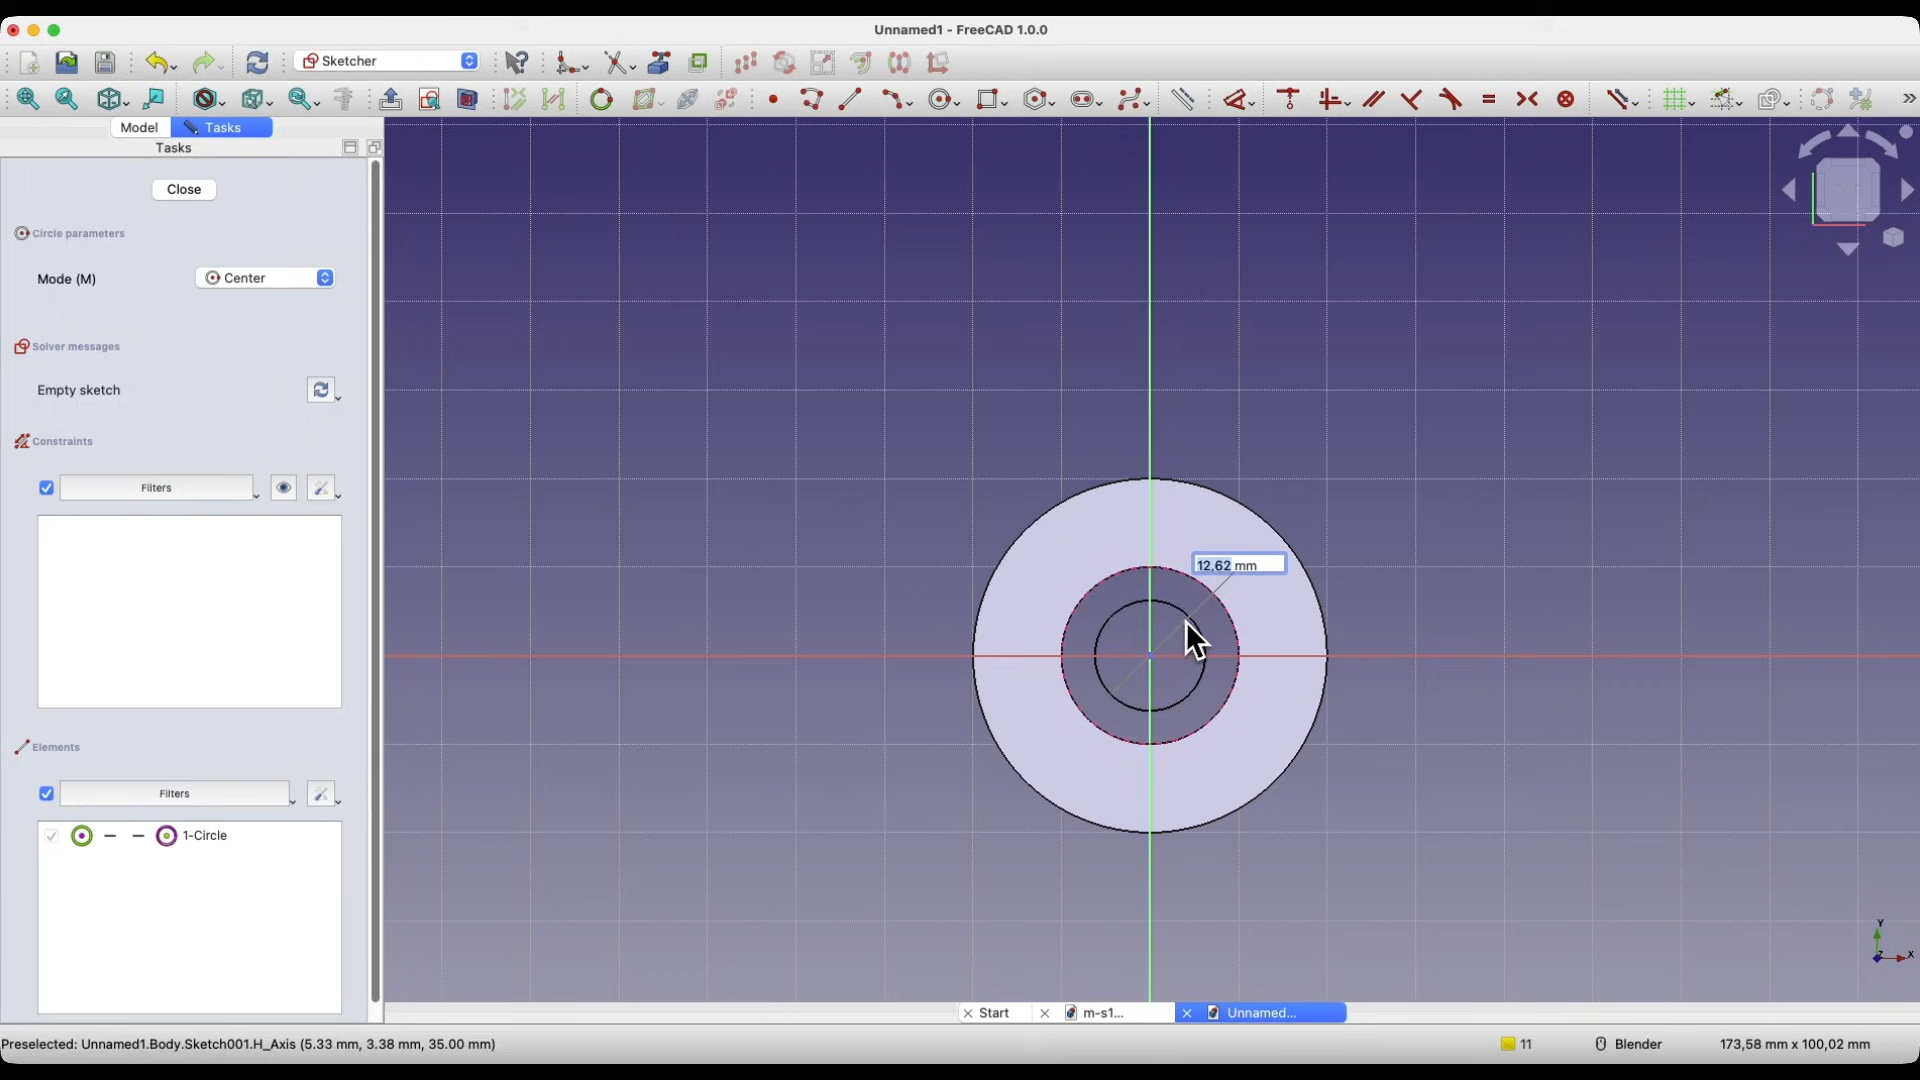 Unnamed1 - FreeCAD 1.0.0
Sketcher
Model
Tasks
Tasks
Close
Circle parameters
Mode (M)
Center
Solver messages
Empty sketch
Constraints
Filters
Elements
Filters
1-Circle
12,62 mm
Y
Z
X
Start
m-s1...
Unnamed...
Preselected: Unnamed1.Body.Sketch001.H_Axis (5.33 mm, 3.38 mm, 35.00 mm)
11
Blender
173,58 mm x 100,02 mm